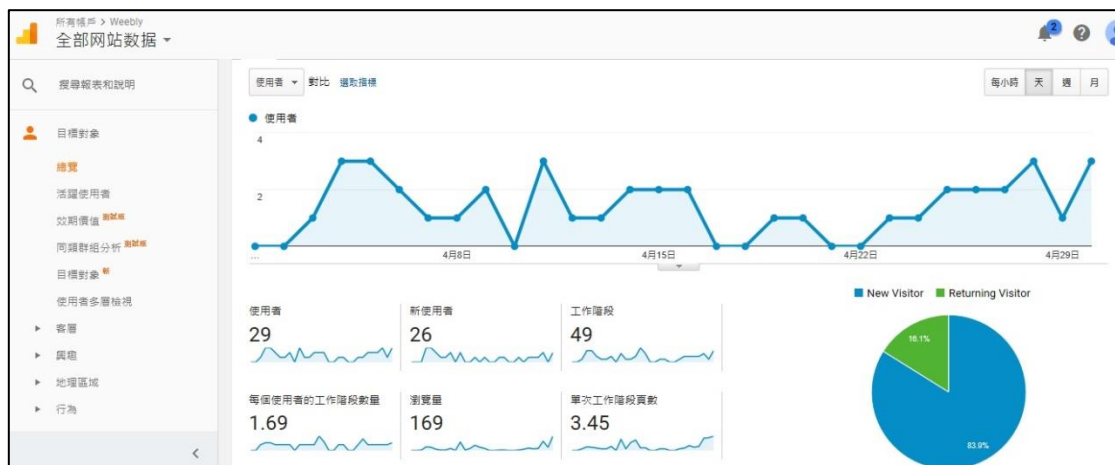 所有帳戶 > Weebly
全部网站数据
2
搜尋報表和說明
目標對象
總覽
活躍使用者
效期價值 測試版
同類群組分析 測試版
目標對象 新
使用者多層檢視
客層
興趣
地理區域
行為
使用者 對比 選取指標
每小時 天 週 月
使用者
4
2
...
4月8日 4月15日 4月22日 4月29日
New Visitor Returning Visitor
使用者 新使用者 工作階段
29 26 49
每個使用者的工作階段數量 瀏覽量 單次工作階段頁數
1.69 169 3.45
16.1%
83.9%